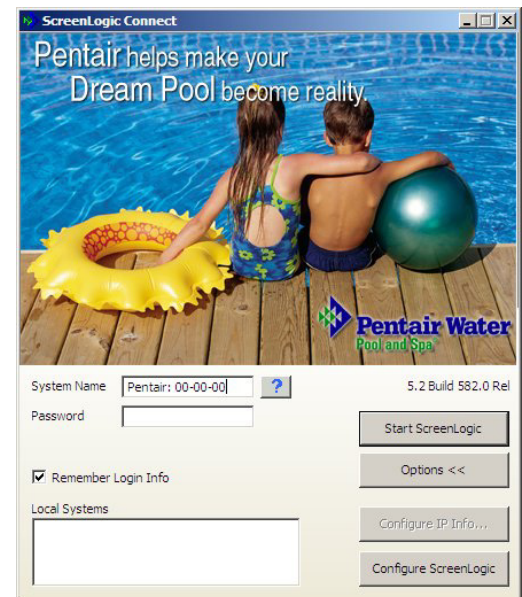 ScreenLogic Connect
Pentair helps make your
Dream Pool become reality.
Pentair Water
Pool and Spa
System Name
Pentair: 00-00-00
?
5.2 Build 582.0 Rel
Password
Start ScreenLogic
Options <<
Remember Login Info
Local Systems
Configure IP Info...
Configure ScreenLogic